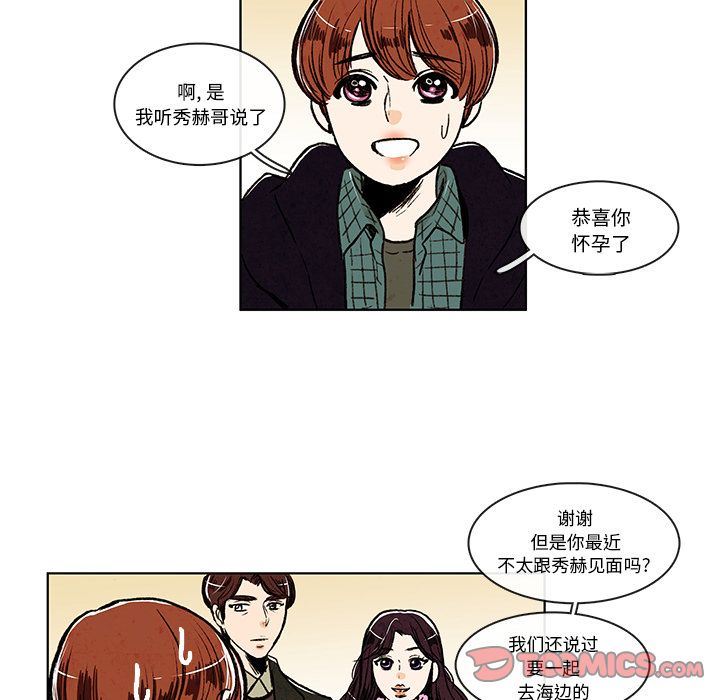 啊, 是
我听秀赫哥说了
恭喜你
怀孕了
谢谢
但是你最近
不太跟秀赫见面吗?
我们还说过
要一起
去海边的
TOOMICS.COM